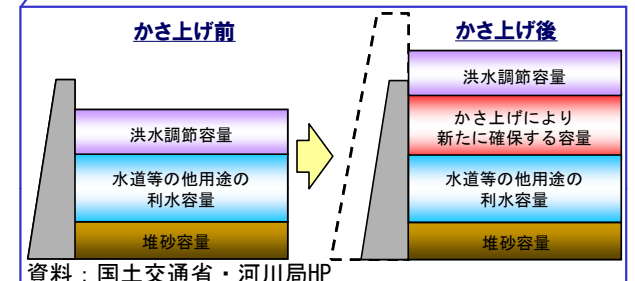 かさ上げ前
かさ上げ後
洪水調節容量
水道等の他用途の
利水容量
堆砂容量
洪水調節容量
かさ上げにより
新たに確保する容量
水道等の他用途の
利水容量
堆砂容量
資料：国土交通省・河川局HP